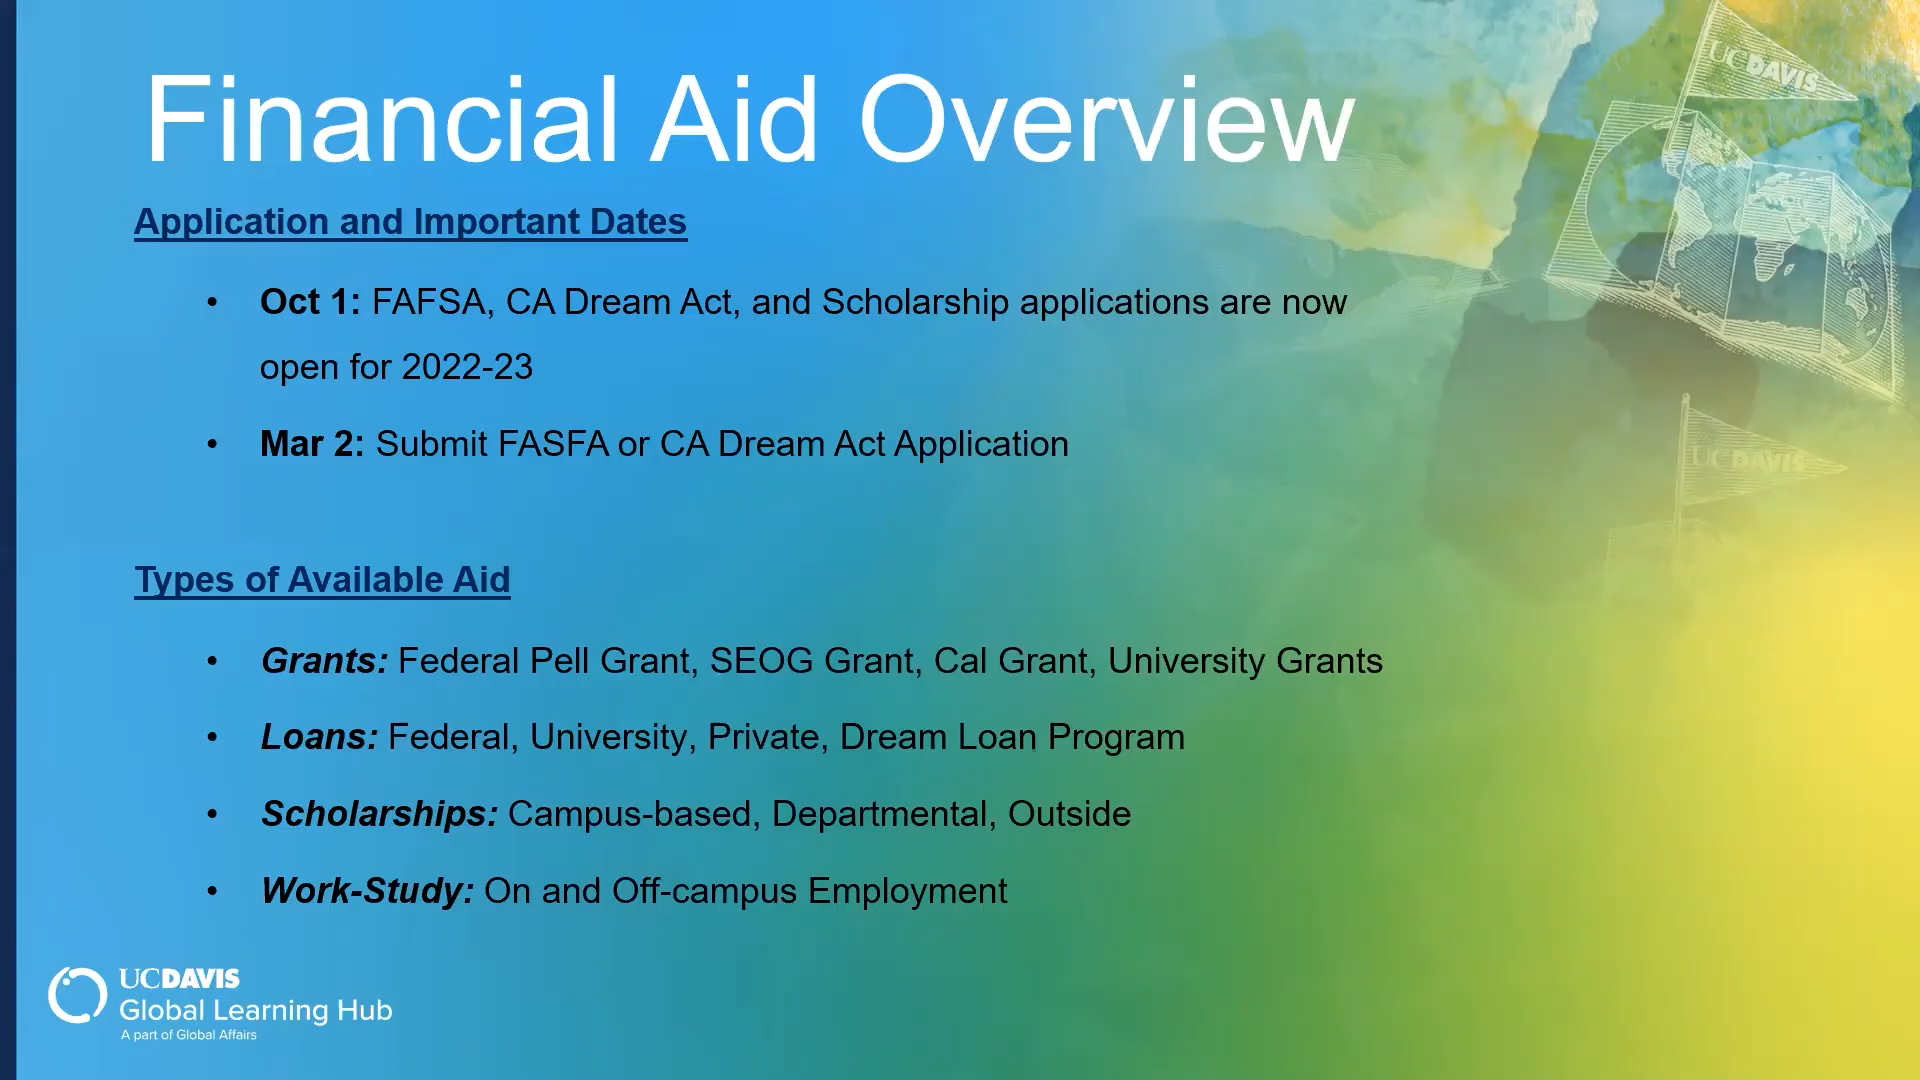 Financial Aid Overview
UC DAVIS
Application and Important Dates
• Oct 1: FAFSA, CA Dream Act, and Scholarship applications are now
open for 2022-23
• Mar 2: Submit FASFA or CA Dream Act Application
UC DAVIS
Types of Available Aid
• Grants: Federal Pell Grant, SEOG Grant, Cal Grant, University Grants
• Loans: Federal, University, Private, Dream Loan Program
• Scholarships: Campus-based, Departmental, Outside
• Work-Study: On and Off-campus Employment
UCDAVIS
Global Learning Hub
A part of Global Affairs